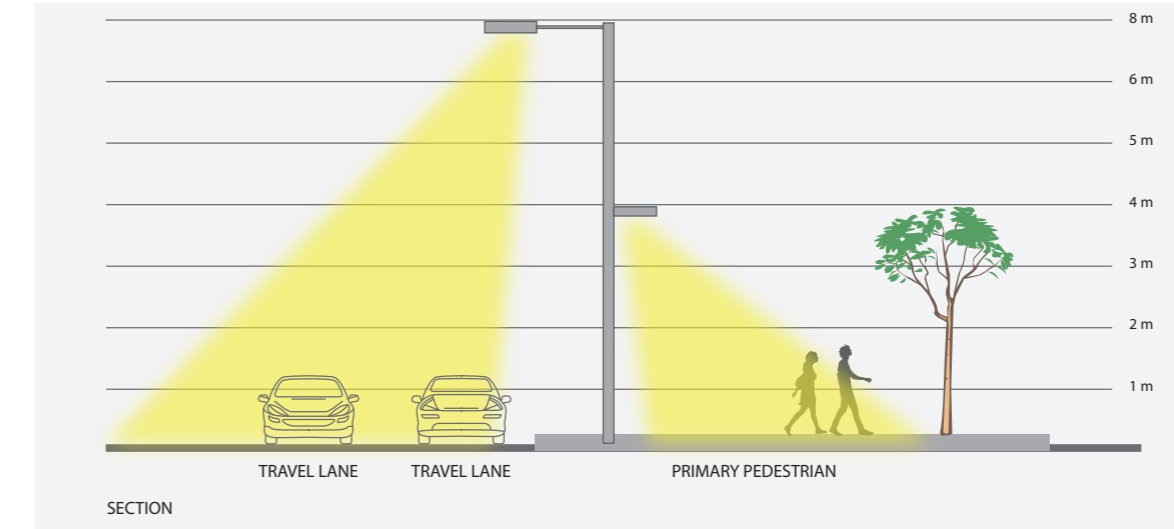 8 m
6 m
5 m
4 m
3 m
2 m
1 m
TRAVEL LANE TRAVEL LANE PRIMARY PEDESTRIAN
SECTION